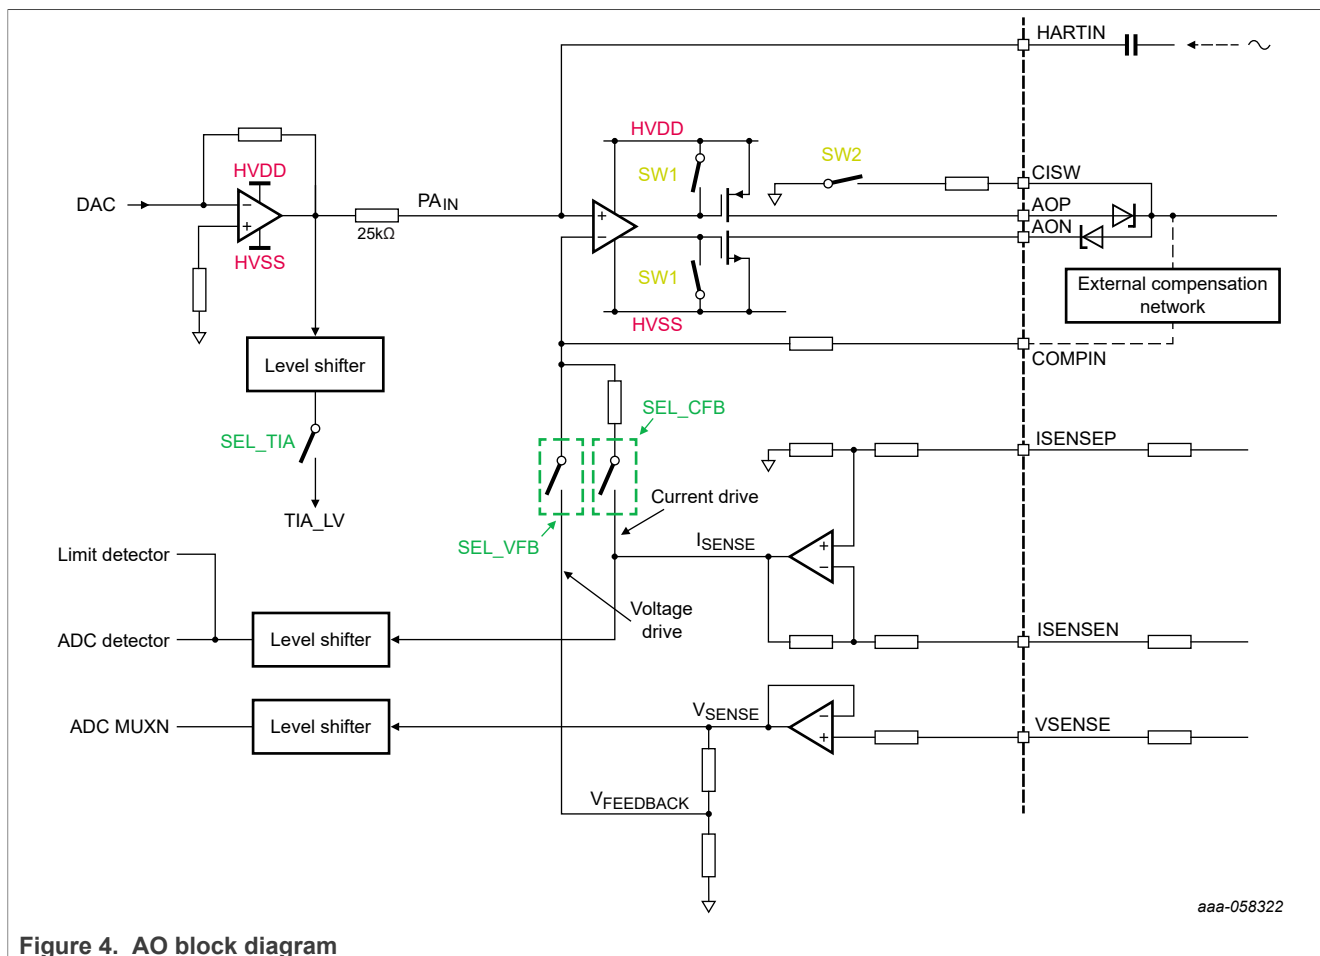 HARTIN
HVDD
SW1
SW2
CISW
HVDD
DAC
PAIN
AOP
AON
25kΩ
HVSS
SW1
External compensation
network
HVSS
COMPIN
Level shifter
SEL_CFB
SEL_TIA
ISENSEP
Current drive
TIA_LV
SEL_VFB
ISENSE
Limit detector
Voltage
drive
ISENSEN
ADC detector
Level shifter
VSENSE
VSENSE
ADC MUXN
Level shifter
VFEEDBACK
+
−
+
−
+
−
−
+
aaa-058322
Figure 4. AO block diagram